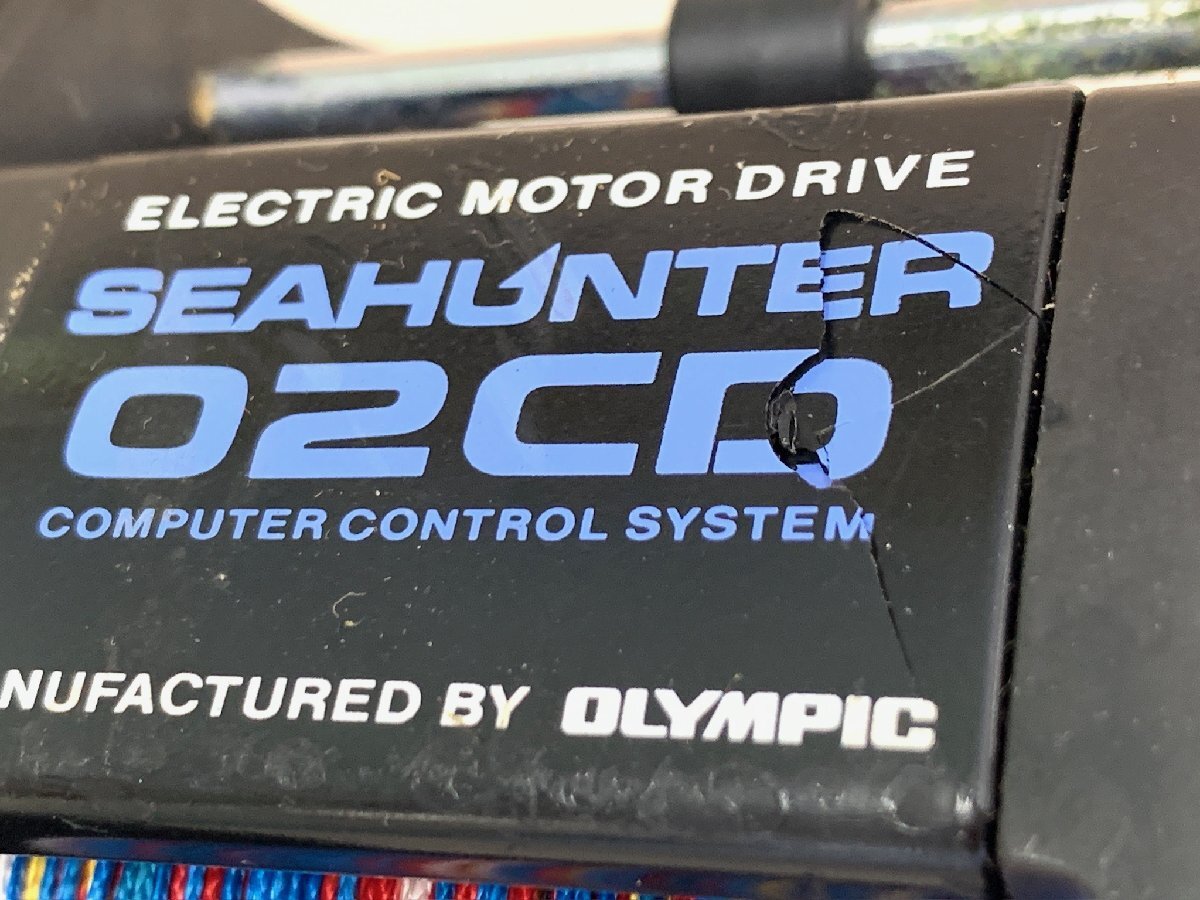 ELECTRIC MOTOR DRIVE
SEAHUNTER
02CD
COMPUTER CONTROL SYSTEM
NUFACTURED BY OLYMPIC